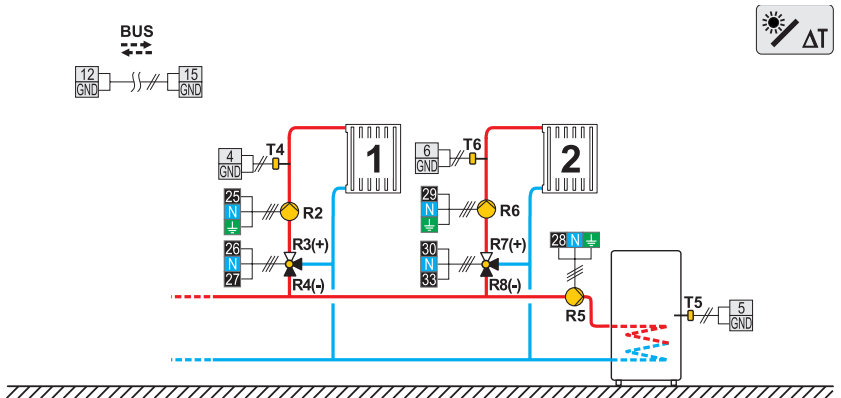 BUS
ΔT
12
GND
15
GND
4
GND
T4
1
6
GND
T6
2
25
N
R2
29
N
R6
26
N
27
R3(+)
R4(-)
30
N
33
R7(+)
R8(-)
28 N
R5
T5
5
GND